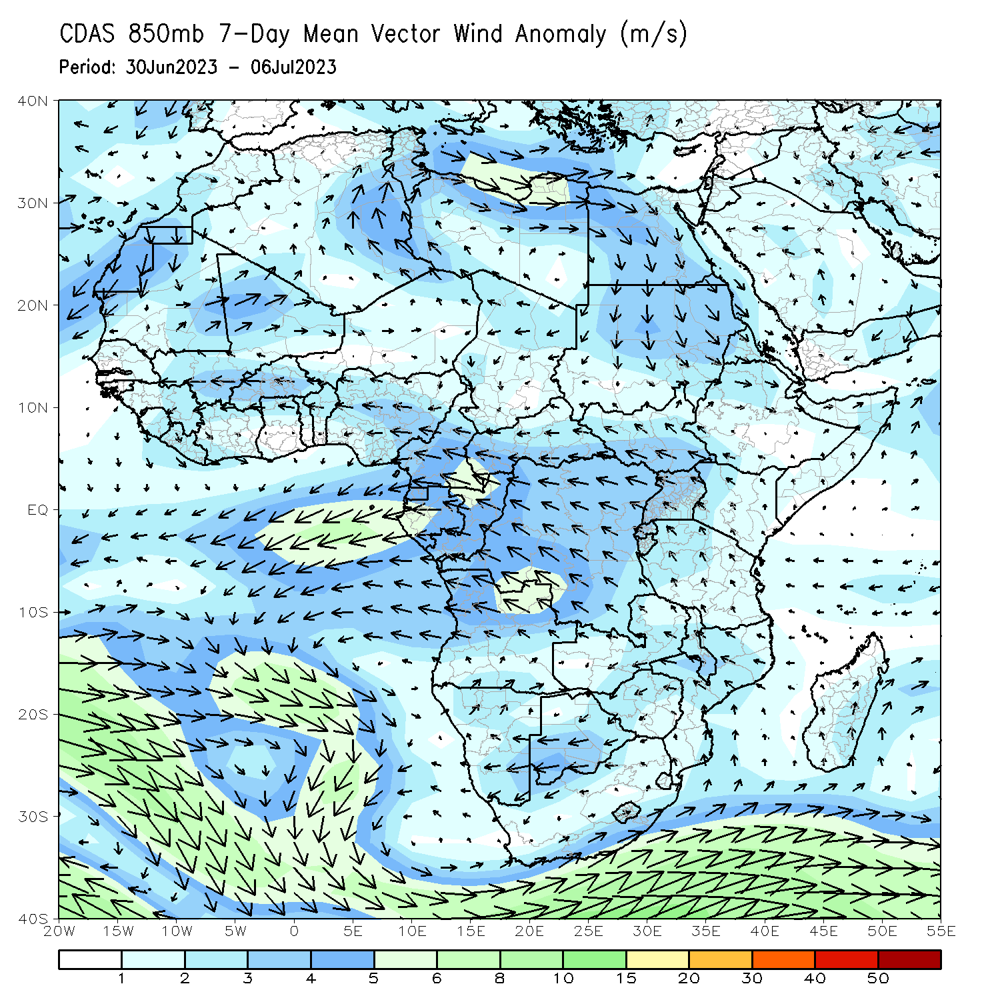 CDAS 850mb 7-Day Mean Vector Wind Anomaly (m/s)
Period: 30Jun2023 - 06Jul2023
40N
30N
20N
10N
EQ
10S
20S
30S
40S
20W 15W 10W 5W 0 5E 10E 15E 20E 25E 30E 35E 40E 45E 50E 55E
1 2 3 4 5 6 8 10 15 20 30 40 50